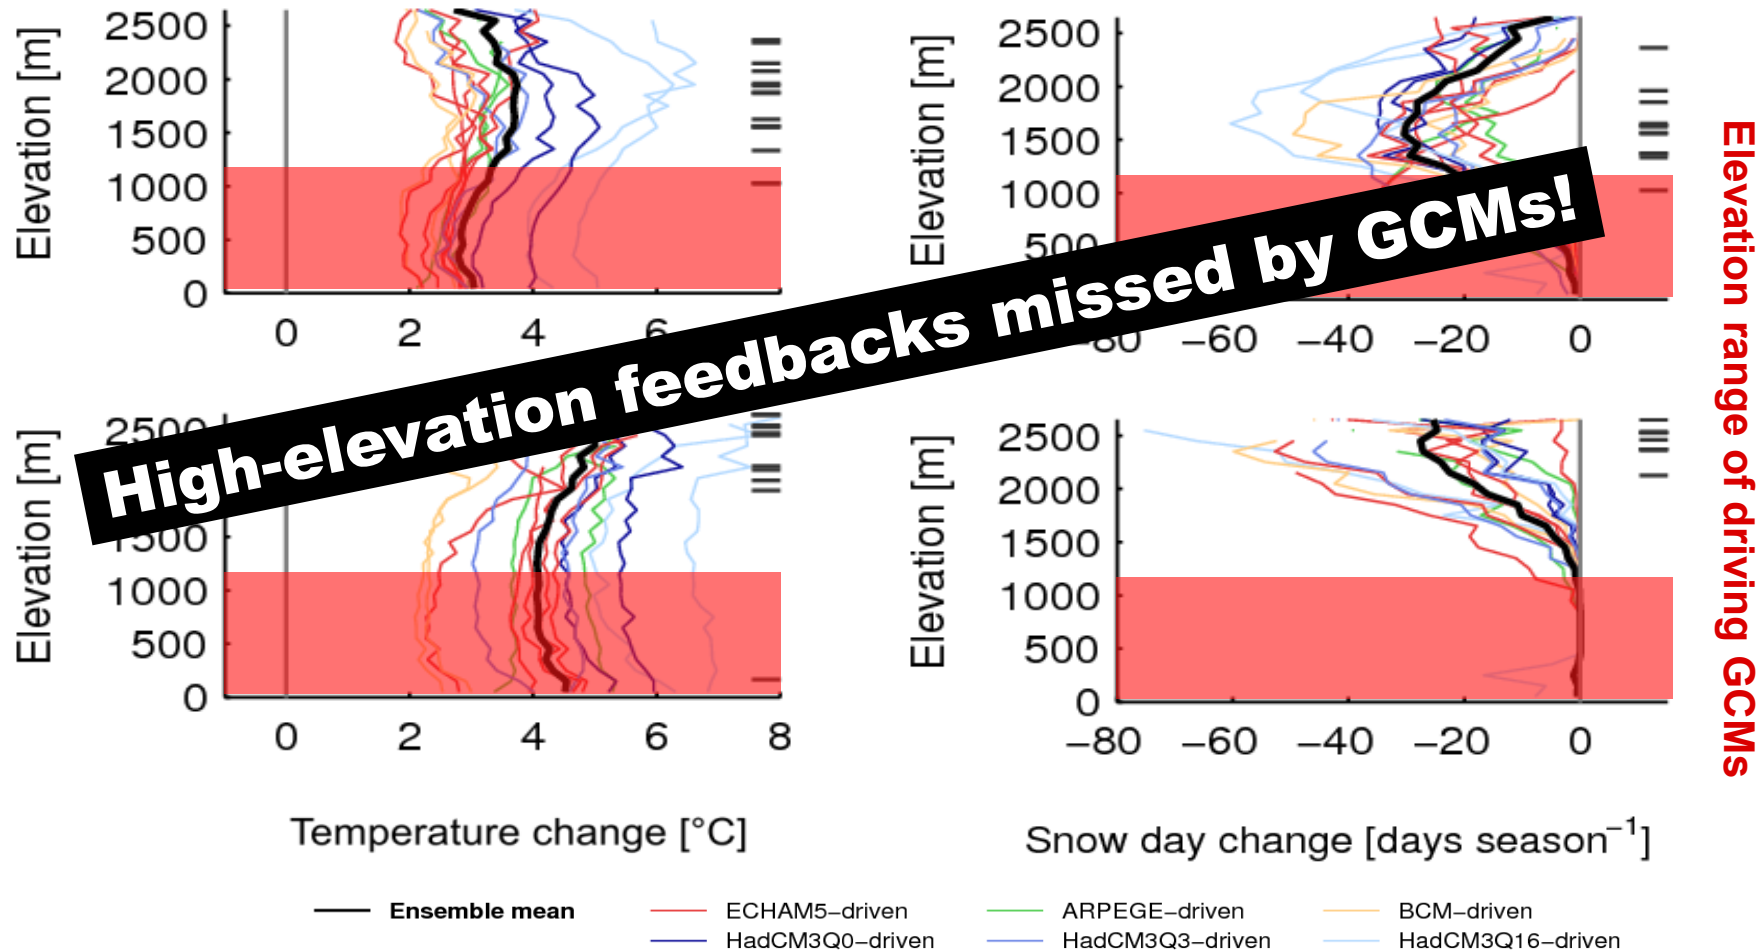 Elevation [m]
2500
2000
1500
1000
500
0
0
2
4
6
Elevation [m]
2500
2000
1500
1000
500
−80
−60
−40
−20
0
High-elevation feedbacks missed by GCMs!
Elevation range of driving GCMs
Elevation [m]
2500
1500
1000
500
0
0
2
4
6
8
Temperature change [°C]
Elevation [m]
2500
2000
1500
1000
500
0
−80
−60
−40
−20
0
Snow day change [days season⁻¹]
Ensemble mean
ECHAM5−driven
ARPEGE−driven
BCM−driven
HadCM3Q0−driven
HadCM3Q3−driven
HadCM3Q16−driven